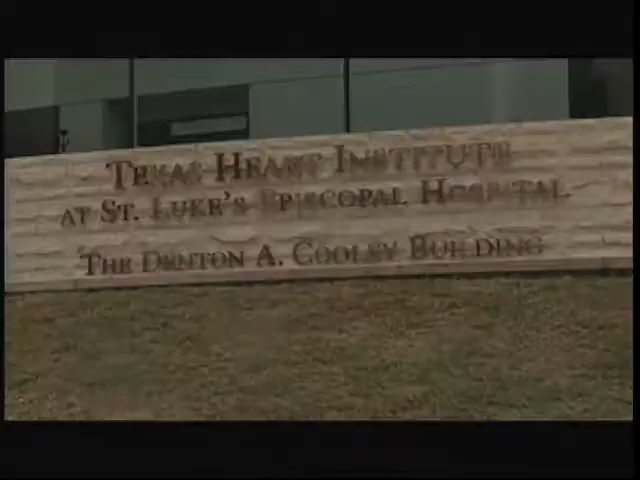 Texas Heart Institute
at St. Luke's Episcopal Hospital
The Denton A. Cooley Building